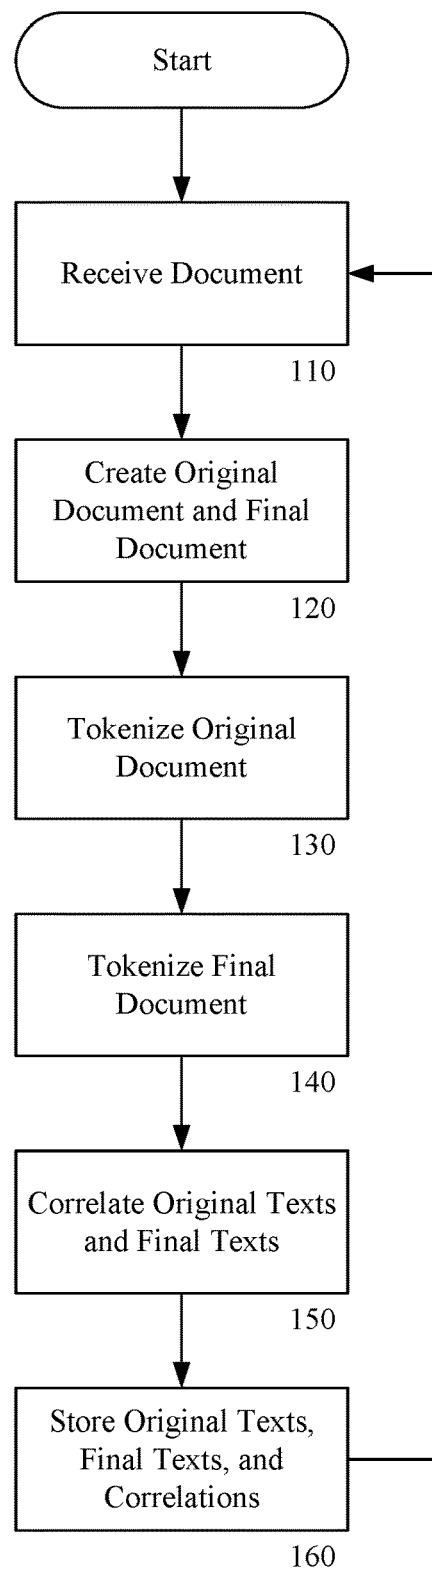 Start
Receive Document
110
Create Original
Document and Final
Document
120
Tokenize Original
Document
130
Tokenize Final
Document
140
Correlate Original Texts
and Final Texts
150
Store Original Texts,
Final Texts, and
Correlations
160